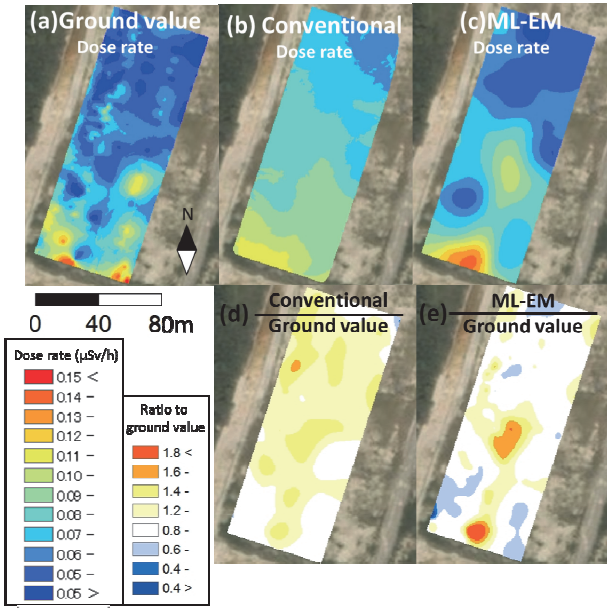 (a)Ground value
Dose rate
(b) Conventional
Dose rate
(c)ML-EM
Dose rate
N
0 40 80m
(d) Conventional
Ground value
(e) ML-EM
Ground value
Dose rate (μSv/h)
0.15 <
0.14 –
0.13 –
0.12 –
0.11 –
0.10 –
0.09 –
0.08 –
0.07 –
0.06 –
0.05 –
0.05 >
Ratio to
ground value
1.8 <
1.6 -
1.4 -
1.2 -
0.8 -
0.6 -
0.4 -
0.4 >